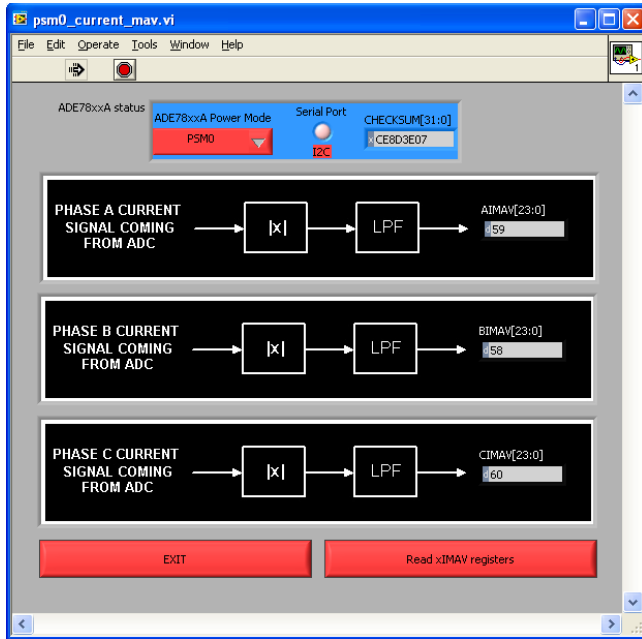 psm0_current_mav.vi
File Edit Operate Tools Window Help
1
ADE78xxA status
ADE78xxA Power Mode
PSM0
Serial Port
I2C
CHECKSUM[31:0]
x CE8D3E07
PHASE A CURRENT
SIGNAL COMING
FROM ADC
|x|
LPF
AIMAV[23:0]
d 59
PHASE B CURRENT
SIGNAL COMING
FROM ADC
|x|
LPF
BIMAV[23:0]
d 58
PHASE C CURRENT
SIGNAL COMING
FROM ADC
|x|
LPF
CIMAV[23:0]
d 60
EXIT
Read xIMAV registers